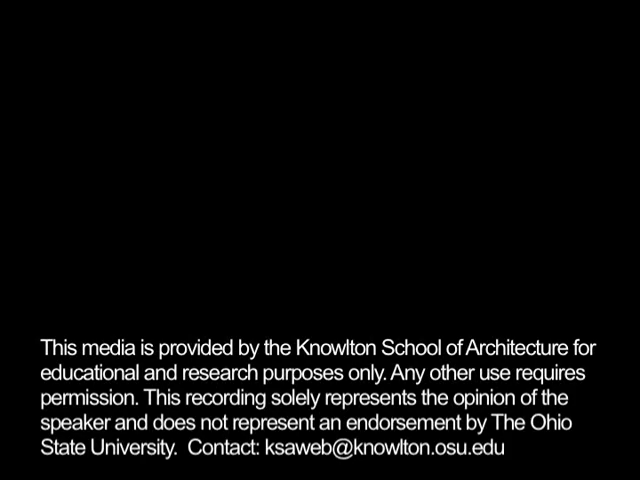 This media is provided by the Knowlton School of Architecture for
educational and research purposes only. Any other use requires
permission. This recording solely represents the opinion of the
speaker and does not represent an endorsement by The Ohio
State University.  Contact: ksaweb@knowlton.osu.edu